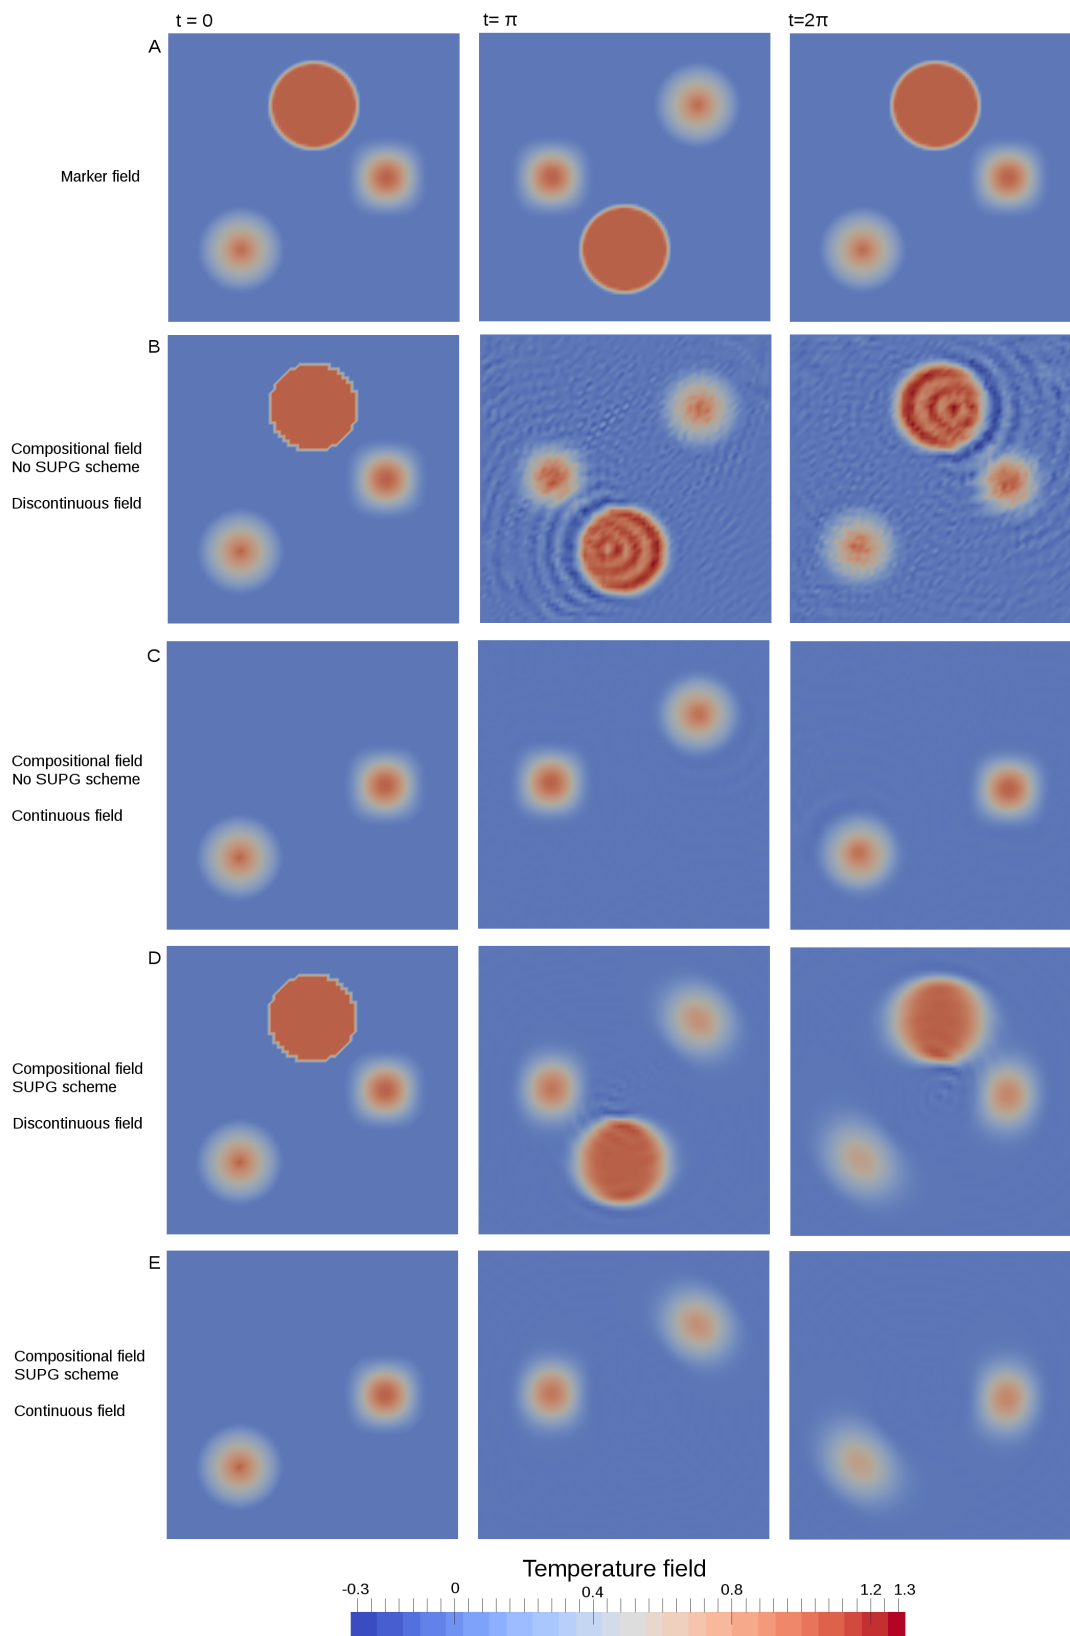 t = 0
t= π
t=2π
A
Marker field
B
Compositional field
No SUPG scheme
Discontinuous field
C
Compositional field
No SUPG scheme
Continuous field
D
Compositional field
SUPG scheme
Discontinuous field
E
Compositional field
SUPG scheme
Continuous field
Temperature field
-0.3 0 0.4 0.8 1.2 1.3